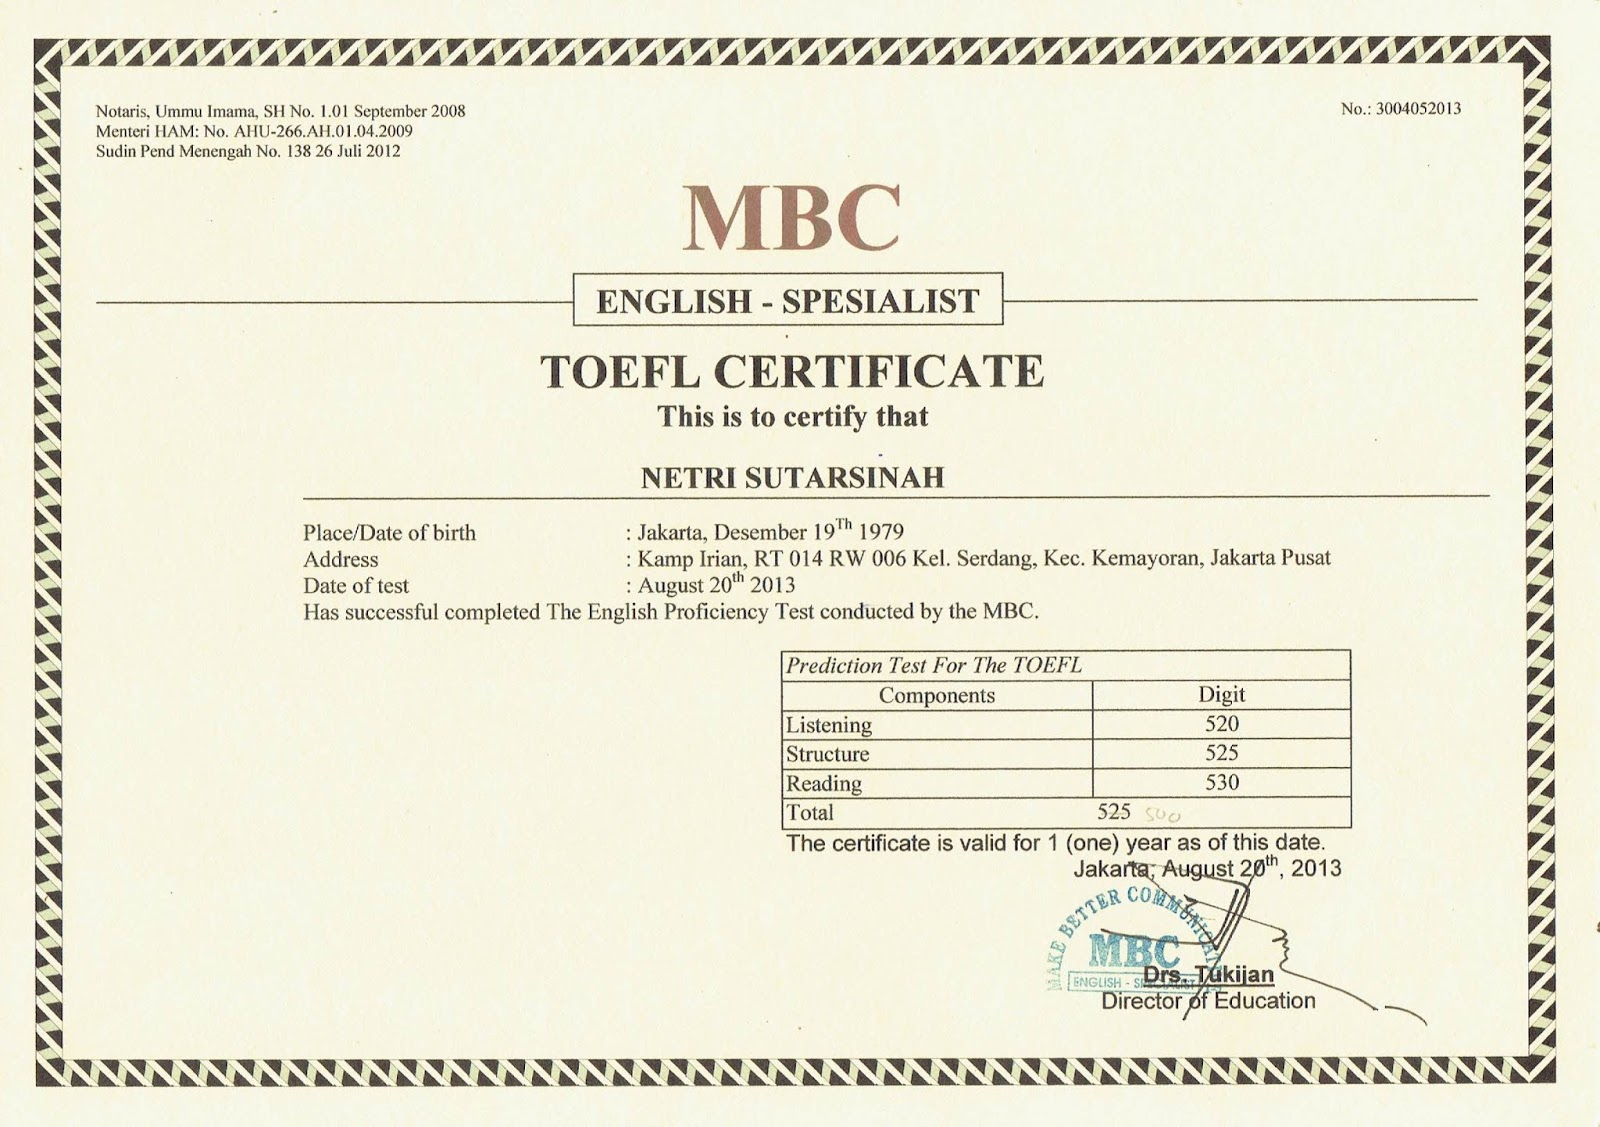 Notaris, Ummu Imama, SH No. 1.01 September 2008
Menteri HAM: No. AHU-266.AH.01.04.2009
Sudin Pend Menengah No. 138 26 Juli 2012
No.: 3004052013
MBC
ENGLISH - SPESIALIST
TOEFL CERTIFICATE
This is to certify that
NETRI SUTARSINAH
Place/Date of birth : Jakarta, Desember 19Th 1979
Address : Kamp Irian, RT 014 RW 006 Kel. Serdang, Kec. Kemayoran, Jakarta Pusat
Date of test : August 20th 2013
Has successful completed The English Proficiency Test conducted by the MBC.
Prediction Test For The TOEFL
Components Digit
Listening 520
Structure 525
Reading 530
Total 525 500
The certificate is valid for 1 (one) year as of this date.
Jakarta, August 20th, 2013
MAKE BETTER
MBC
ENGLISH -
Drs. Tukijan
Director of Education